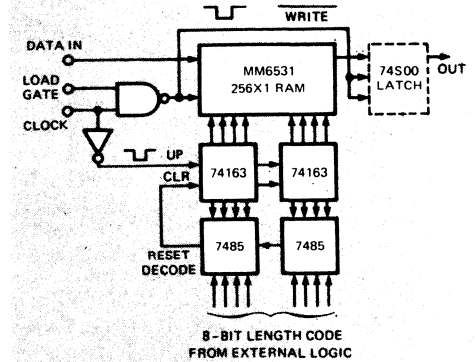 WRITE
DATA IN
LOAD
GATE
CLOCK
MM6531
256X1 RAM
74S00
LATCH
OUT
UP
CLR
74163
74163
7485
7485
RESET
DECODE
8-BIT LENGTH CODE
FROM EXTERNAL LOGIC